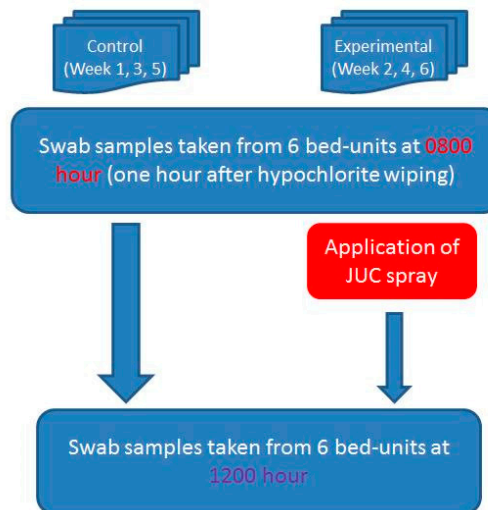 Control
(Week 1, 3, 5)
Experimental
(Week 2, 4, 6)
Swab samples taken from 6 bed-units at 0800
hour (one hour after hypochlorite wiping)
Application of
JUC spray
Swab samples taken from 6 bed-units at
1200 hour